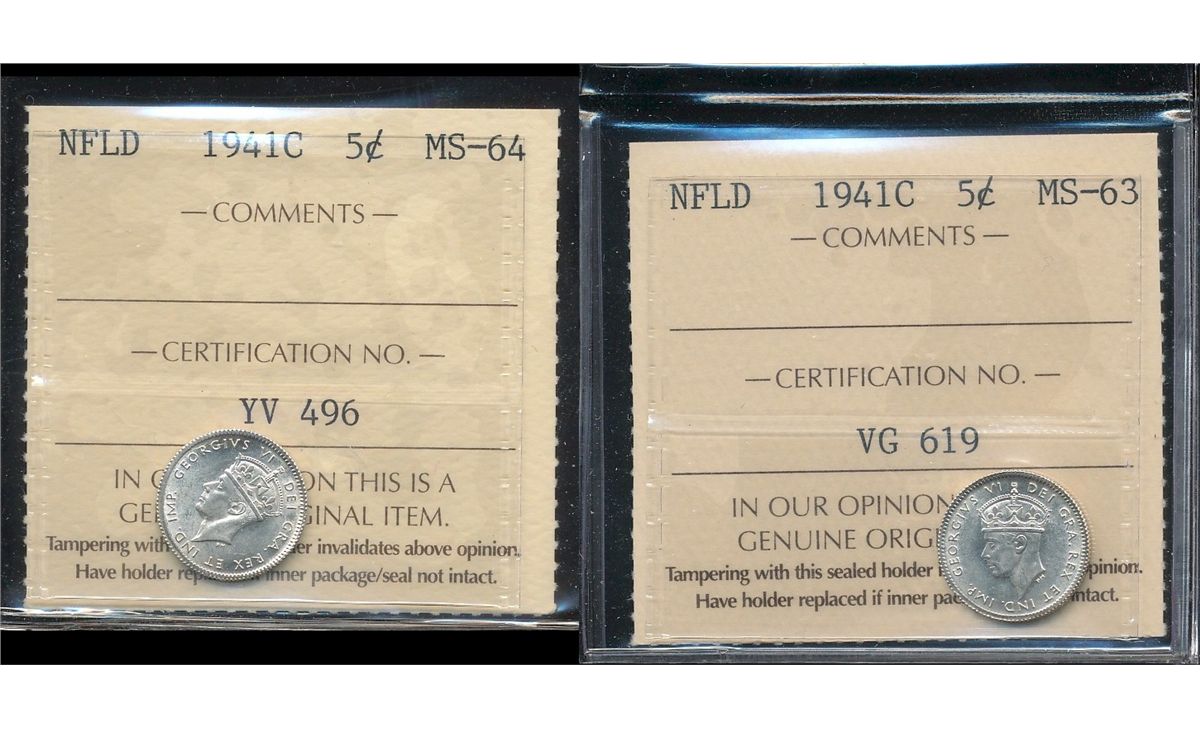 NFLD 1941C 5¢ MS-64
— COMMENTS —
— CERTIFICATION NO. —
YV 496
IN ON THIS IS A
GE GINAL ITEM.
Tampering with er invalidates above opinion.
Have holder inner package/seal not intact.
GEORGIVS VI DEI GRA. REX ET IND. IMP.
NFLD 1941C 5¢ MS-63
— COMMENTS —
— CERTIFICATION NO. —
VG 619
IN OUR OPINION
GENUINE ORIG
Tampering with this sealed holder opinion.
Have holder replaced if inner pac intact.
GEORGIVS VI DEI GRA. REX ET IND. IMP.